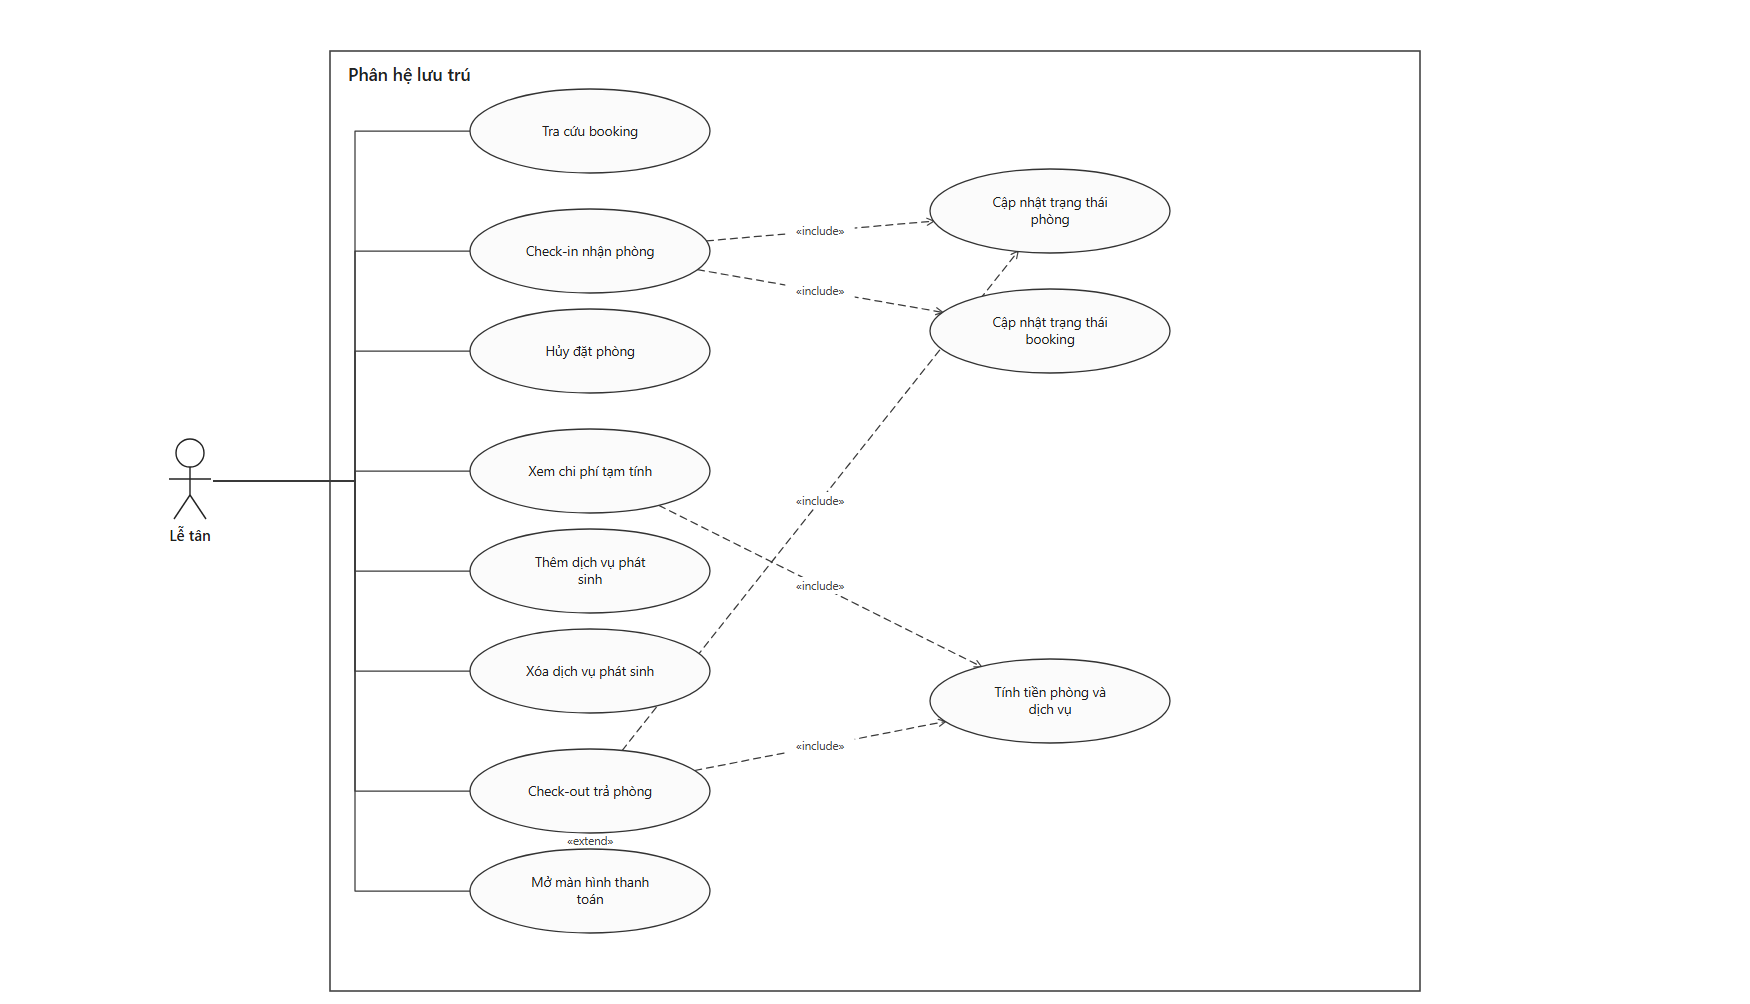 Phân hệ lưu trú
Tra cứu booking
Check-in nhận phòng
«include»
Cập nhật trạng thái
phòng
«include»
Cập nhật trạng thái
booking
Hủy đặt phòng
Xem chi phí tạm tính
«include»
Lễ tân
Thêm dịch vụ phát
sinh
«include»
Xóa dịch vụ phát sinh
Tính tiền phòng và
dịch vụ
«include»
Check-out trả phòng
«extend»
Mở màn hình thanh
toán